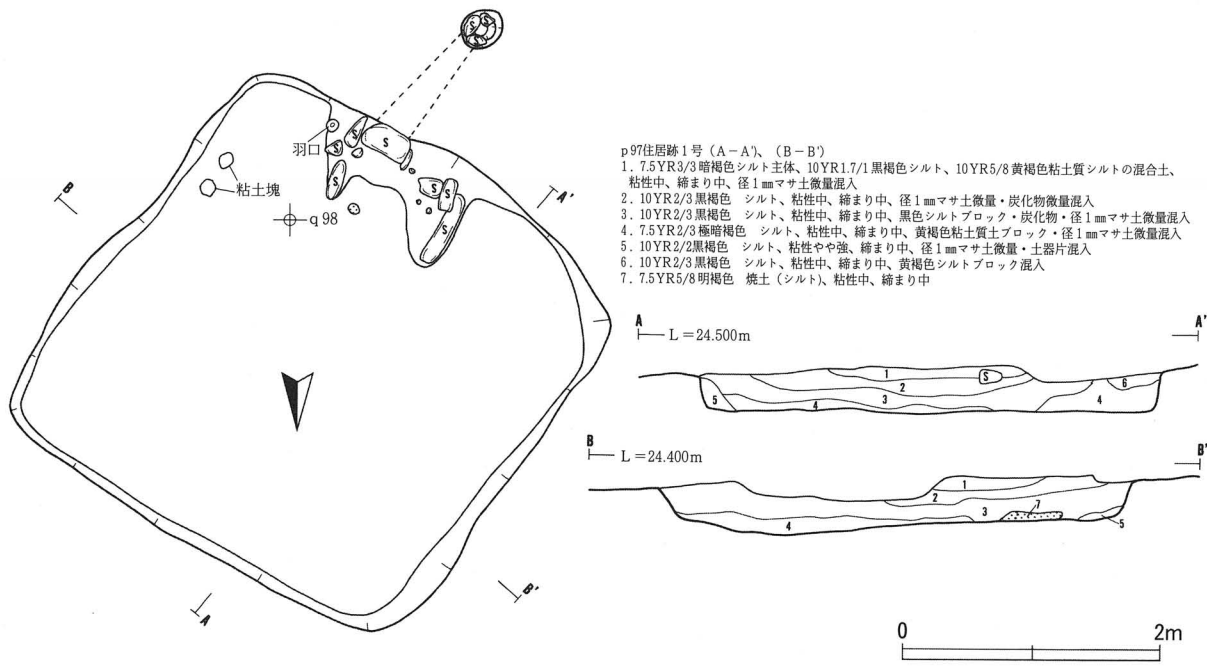 S
S
S
S
S
S
S
S
羽口
粘土塊
q 98
B
A'
A
B'
p 97住居跡1号（A－A'）、（B－B'）
1．7.5YR3/3暗褐色シルト主体、10YR1.7/1黒褐色シルト、10YR5/8黄褐色粘土質シルトの混合土、
粘性中、締まり中、径1㎜マサ土微量混入
2．10YR2/3黒褐色　シルト、粘性中、締まり中、径1㎜マサ土微量・炭化物微量混入
3．10YR2/3黒褐色　シルト、粘性中、締まり中、黒色シルトブロック・炭化物・径1㎜マサ土微量混入
4．7.5YR2/3極暗褐色　シルト、粘性中、締まり中、黄褐色粘土質土ブロック・径1㎜マサ土微量混入
5．10YR2/2黒褐色　シルト、粘性やや強、締まり中、径1㎜マサ土微量・土器片混入
6．10YR2/3黒褐色　シルト、粘性中、締まり中、黄褐色シルトブロック混入
7．7.5YR5/8明褐色　焼土（シルト）、粘性中、締まり中
A A'
L＝24.500m
1 S 2 3 4 5 4 6
B B'
L＝24.400m
1 2 3 7 4 5
0 2m